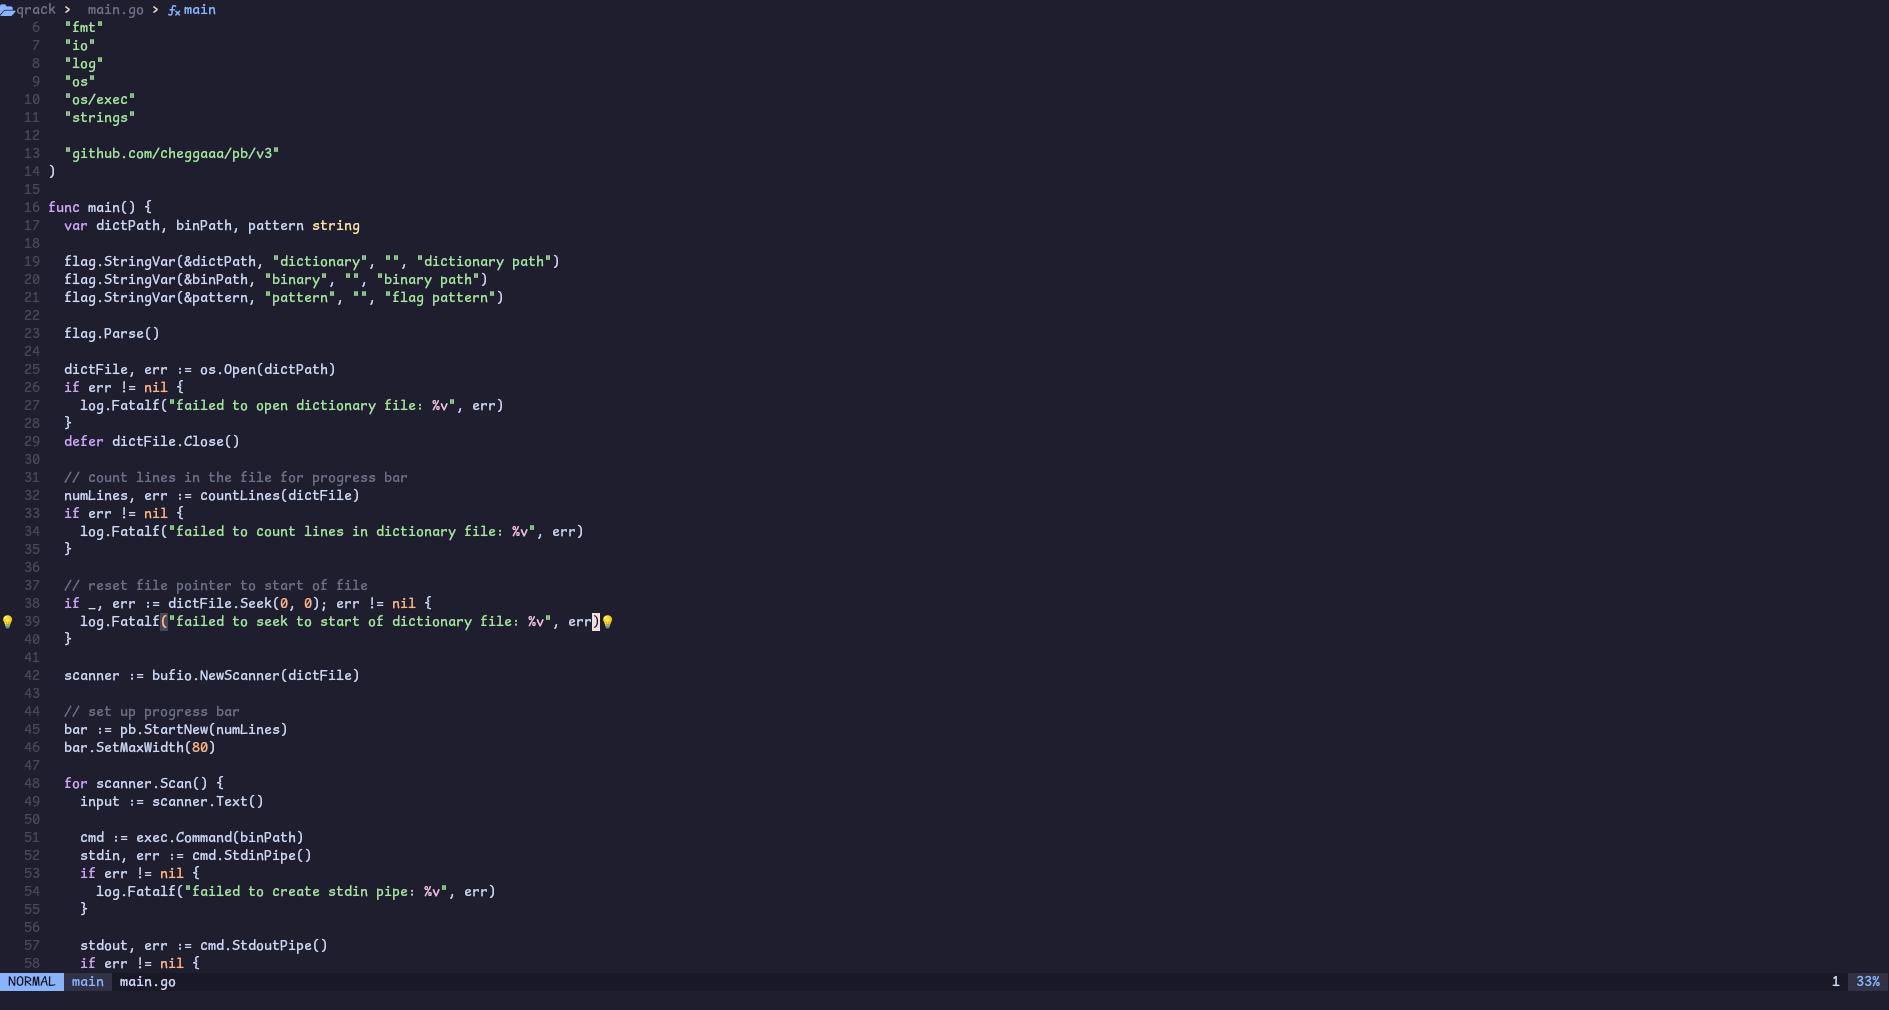 qrack > main.go > fx main
6 "fmt"
7 "io"
8 "log"
9 "os"
10 "os/exec"
11 "strings"
12
13 "github.com/cheggaaa/pb/v3"
14 )
15
16 func main() {
17 var dictPath, binPath, pattern string
18
19 flag.StringVar(&dictPath, "dictionary", "", "dictionary path")
20 flag.StringVar(&binPath, "binary", "", "binary path")
21 flag.StringVar(&pattern, "pattern", "", "flag pattern")
22
23 flag.Parse()
24
25 dictFile, err := os.Open(dictPath)
26 if err != nil {
27 log.Fatalf("failed to open dictionary file: %v", err)
28 }
29 defer dictFile.Close()
30
31 // count lines in the file for progress bar
32 numLines, err := countLines(dictFile)
33 if err != nil {
34 log.Fatalf("failed to count lines in dictionary file: %v", err)
35 }
36
37 // reset file pointer to start of file
38 if _, err := dictFile.Seek(0, 0); err != nil {
39 log.Fatalf("failed to seek to start of dictionary file: %v", err)
40 }
41
42 scanner := bufio.NewScanner(dictFile)
43
44 // set up progress bar
45 bar := pb.StartNew(numLines)
46 bar.SetMaxWidth(80)
47
48 for scanner.Scan() {
49 input := scanner.Text()
50
51 cmd := exec.Command(binPath)
52 stdin, err := cmd.StdinPipe()
53 if err != nil {
54 log.Fatalf("failed to create stdin pipe: %v", err)
55 }
56
57 stdout, err := cmd.StdoutPipe()
58 if err != nil {
NORMAL main main.go 1 33%